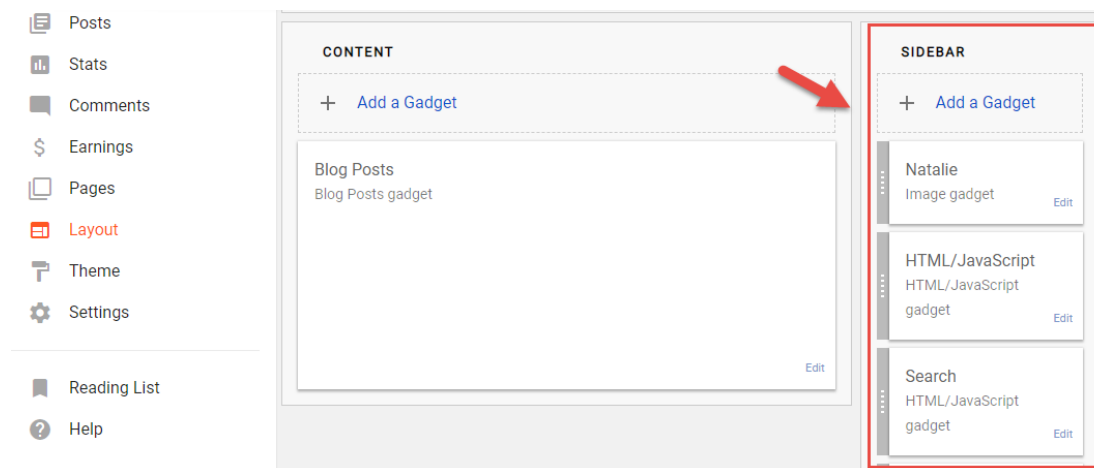 Posts
Stats
Comments
Earnings
Pages
Layout
Theme
Settings
Reading List
Help
CONTENT
Add a Gadget
Blog Posts
Blog Posts gadget
Edit
SIDEBAR
Add a Gadget
Natalie
Image gadget
Edit
HTML/JavaScript
HTML/JavaScript
gadget
Edit
Search
HTML/JavaScript
gadget
Edit